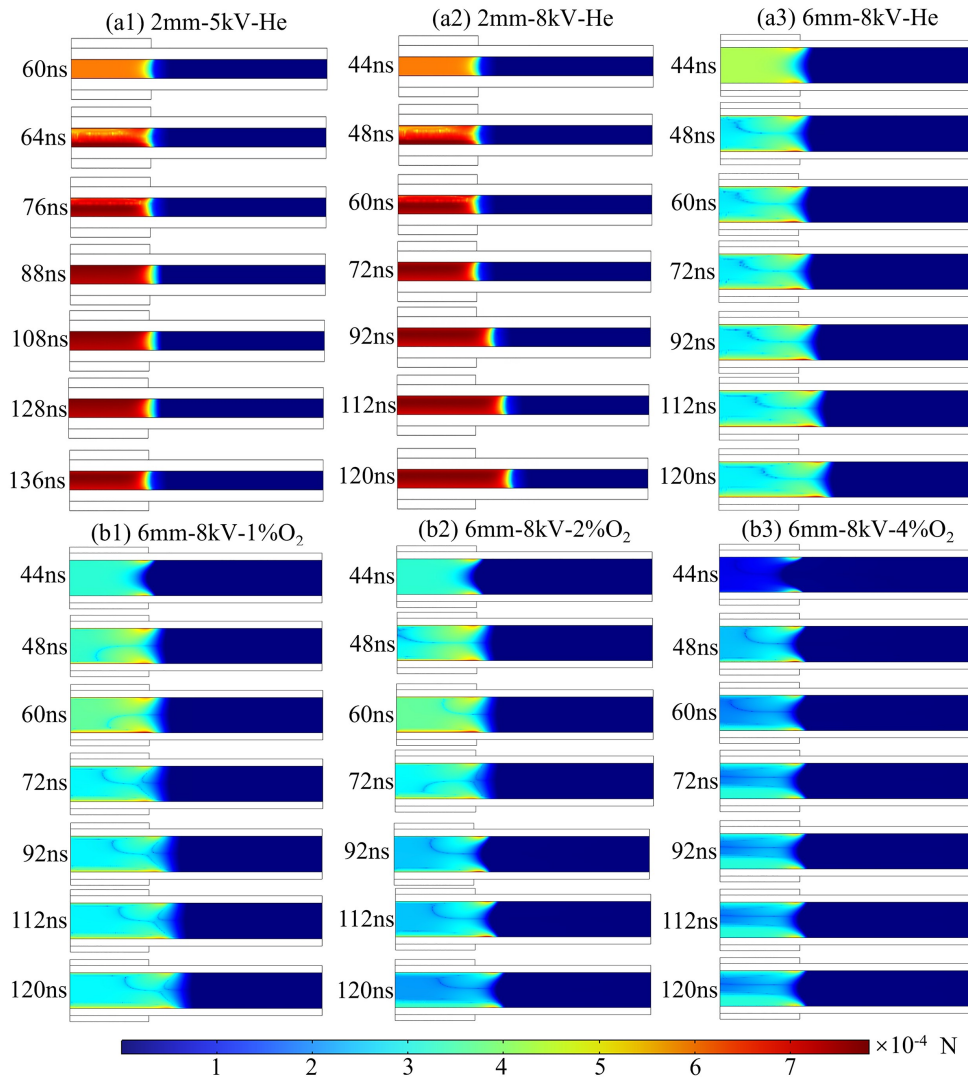 (a1) 2mm-5kV-He
60ns
64ns
76ns
88ns
108ns
128ns
136ns
(a2) 2mm-8kV-He
44ns
48ns
60ns
72ns
92ns
112ns
120ns
(a3) 6mm-8kV-He
44ns
48ns
60ns
72ns
92ns
112ns
120ns
(b1) 6mm-8kV-1%O₂
44ns
48ns
60ns
72ns
92ns
112ns
120ns
(b2) 6mm-8kV-2%O₂
44ns
48ns
60ns
72ns
92ns
112ns
120ns
(b3) 6mm-8kV-4%O₂
44ns
48ns
60ns
72ns
92ns
112ns
120ns
1 2 3 4 5 6 7 ×10⁻⁴ N